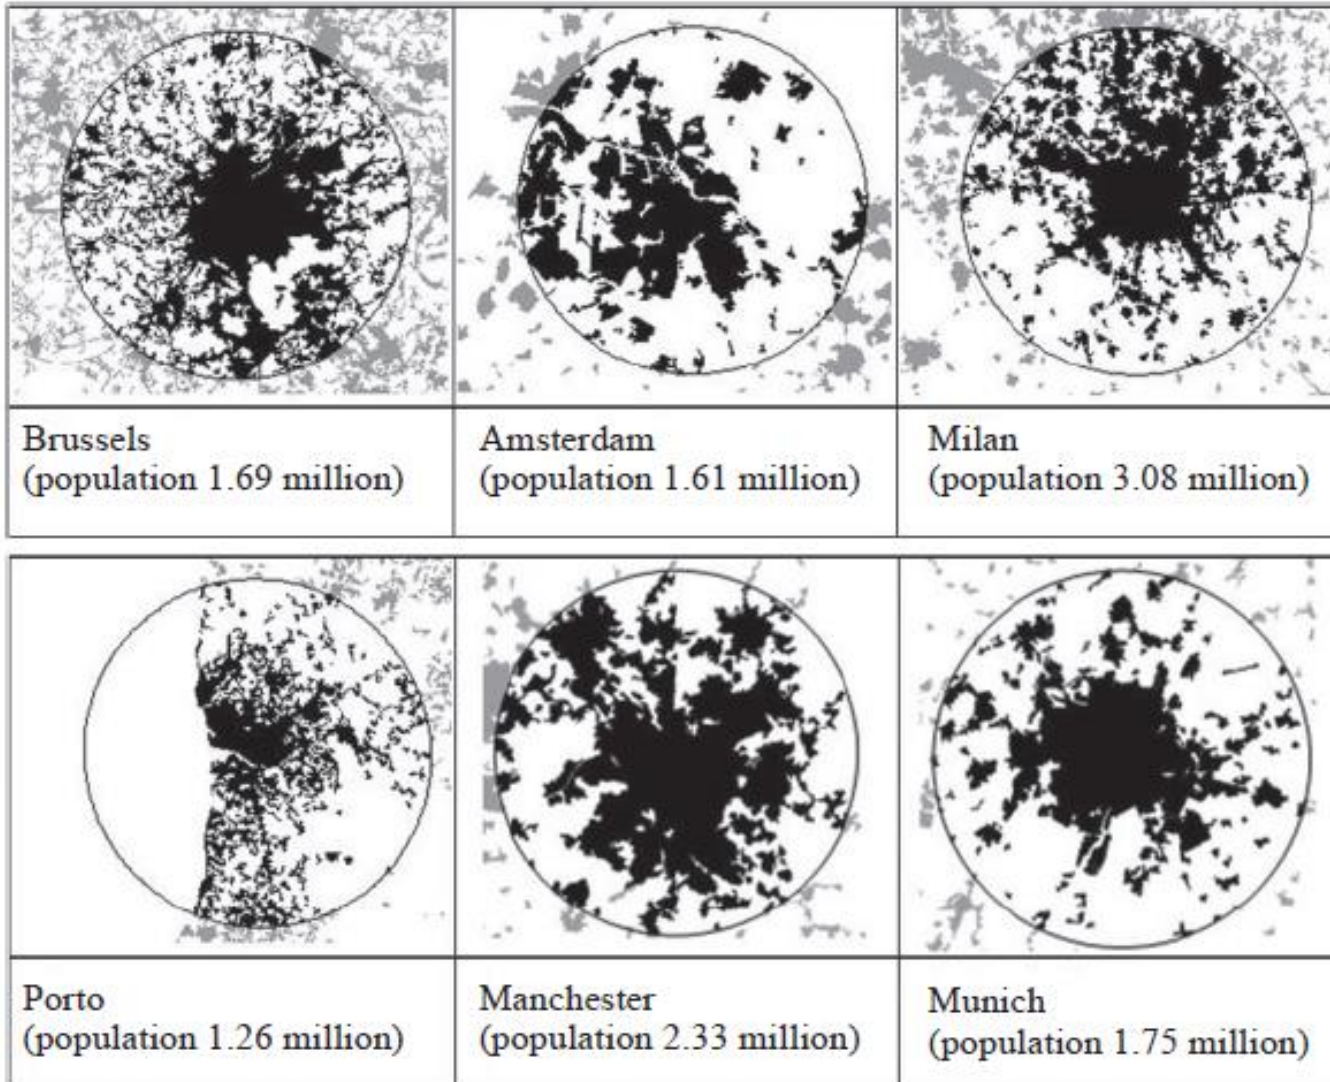 Brussels
(population 1.69 million)
Amsterdam
(population 1.61 million)
Milan
(population 3.08 million)
Porto
(population 1.26 million)
Manchester
(population 2.33 million)
Munich
(population 1.75 million)